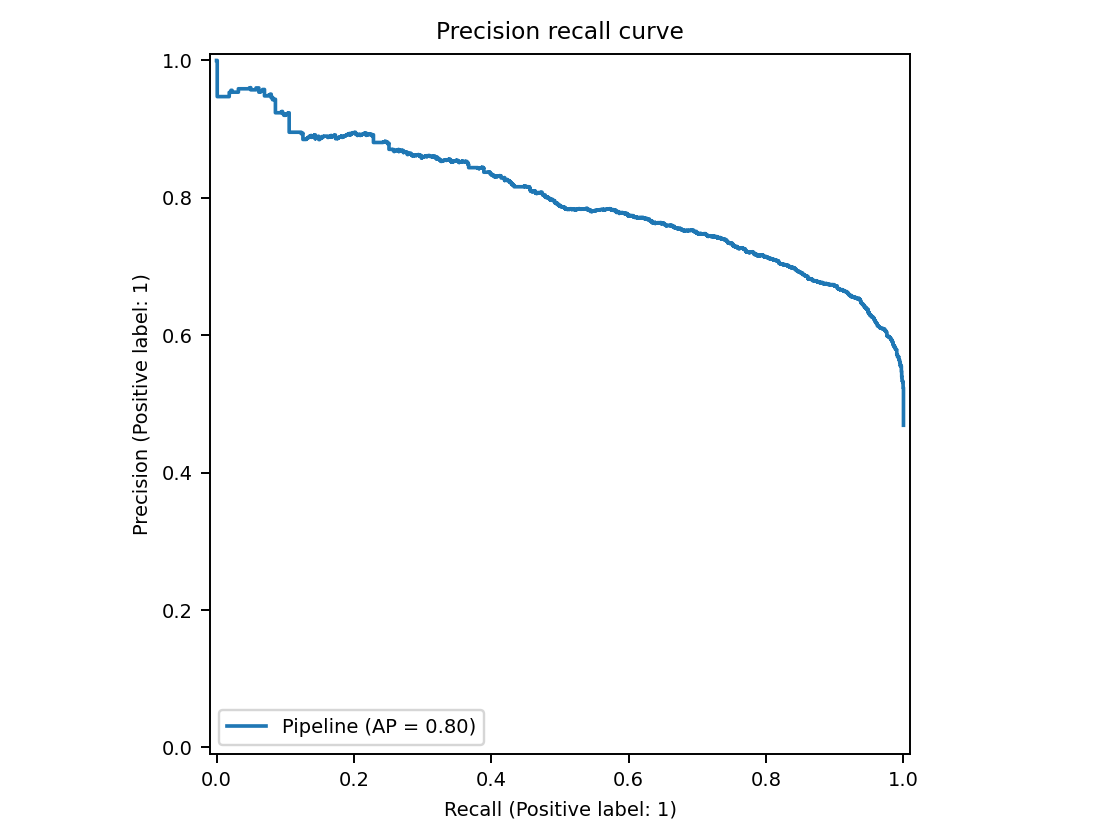 Precision recall curve
1.0
0.8
0.6
0.4
0.2
0.0
Precision (Positive label: 1)
Pipeline (AP = 0.80)
0.0 0.2 0.4 0.6 0.8 1.0
Recall (Positive label: 1)